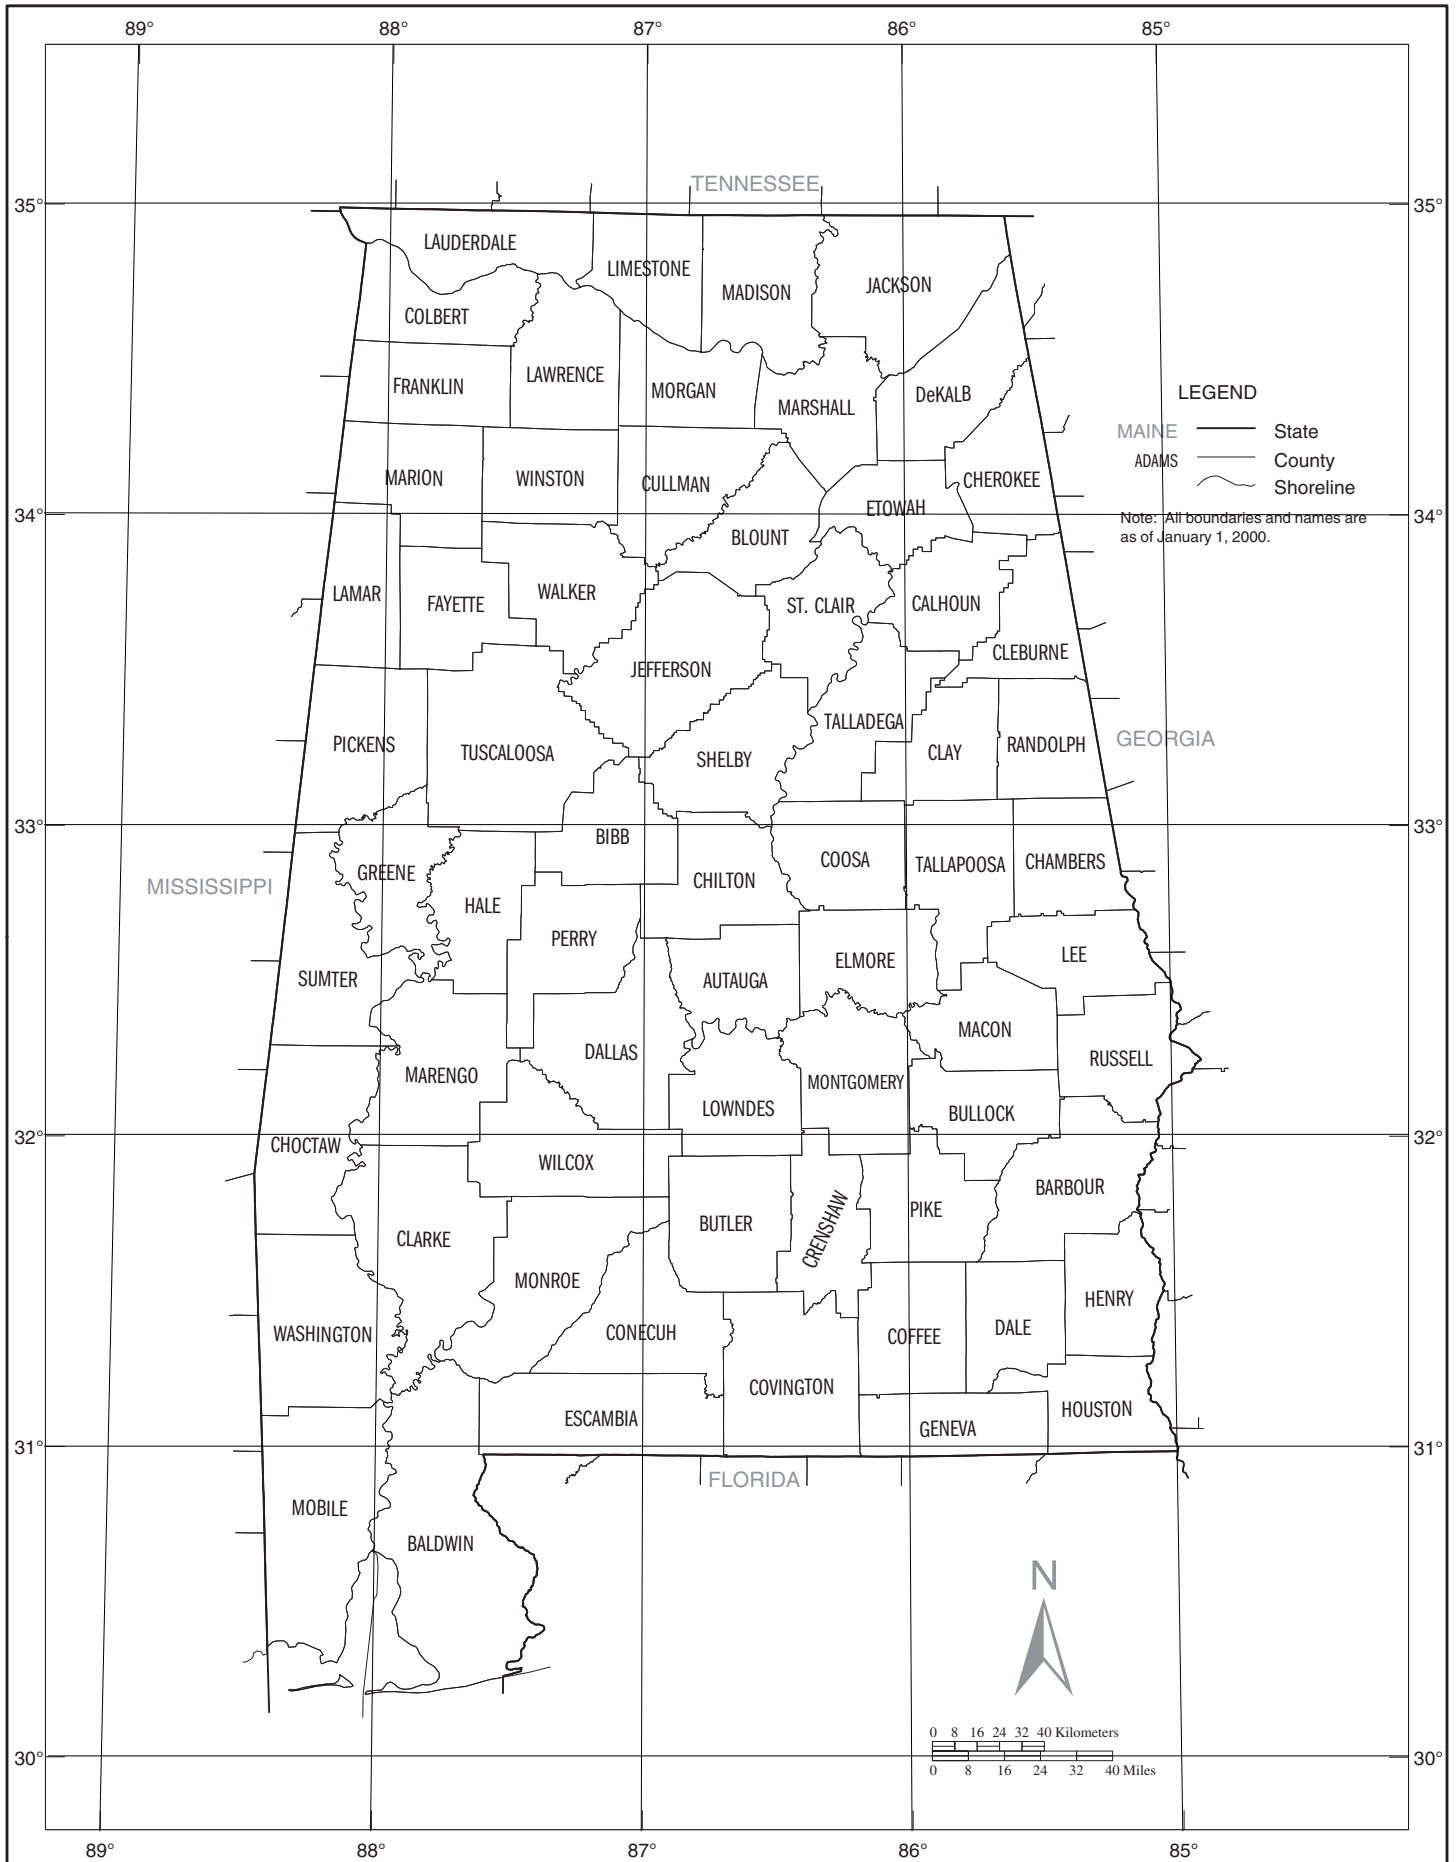 89° 88° 87° 86° 85°
TENNESSEE
35° 35°
LAUDERDALE
LIMESTONE
MADISON
JACKSON
COLBERT
LAWRENCE
FRANKLIN
MORGAN
MARSHALL
DeKALB
LEGEND
MAINE State
ADAMS County
Shoreline
Note: All boundaries and names are
as of January 1, 2000.
MARION
WINSTON
CULLMAN
CHEROKEE
ETOWAH
34° 34°
BLOUNT
LAMAR
FAYETTE
WALKER
ST. CLAIR
CALHOUN
CLEBURNE
JEFFERSON
TALLADEGA
PICKENS
TUSCALOOSA
SHELBY
CLAY
RANDOLPH
GEORGIA
33° 33°
BIBB
MISSISSIPPI
GREENE
HALE
CHILTON
COOSA
TALLAPOOSA
CHAMBERS
PERRY
SUMTER
AUTAUGA
ELMORE
LEE
MACON
DALLAS
RUSSELL
MARENGO
LOWNDES
MONTGOMERY
BULLOCK
32° 32°
CHOCTAW
WILCOX
BARBOUR
CLARKE
BUTLER
CRENSHAW
PIKE
MONROE
HENRY
WASHINGTON
CONECUH
COFFEE
DALE
COVINGTON
ESCAMBIA
GENEVA
HOUSTON
31° 31°
FLORIDA
MOBILE
BALDWIN
N
0 8 16 24 32 40 Kilometers
0 8 16 24 32 40 Miles
30° 30°
89° 88° 87° 86° 85°